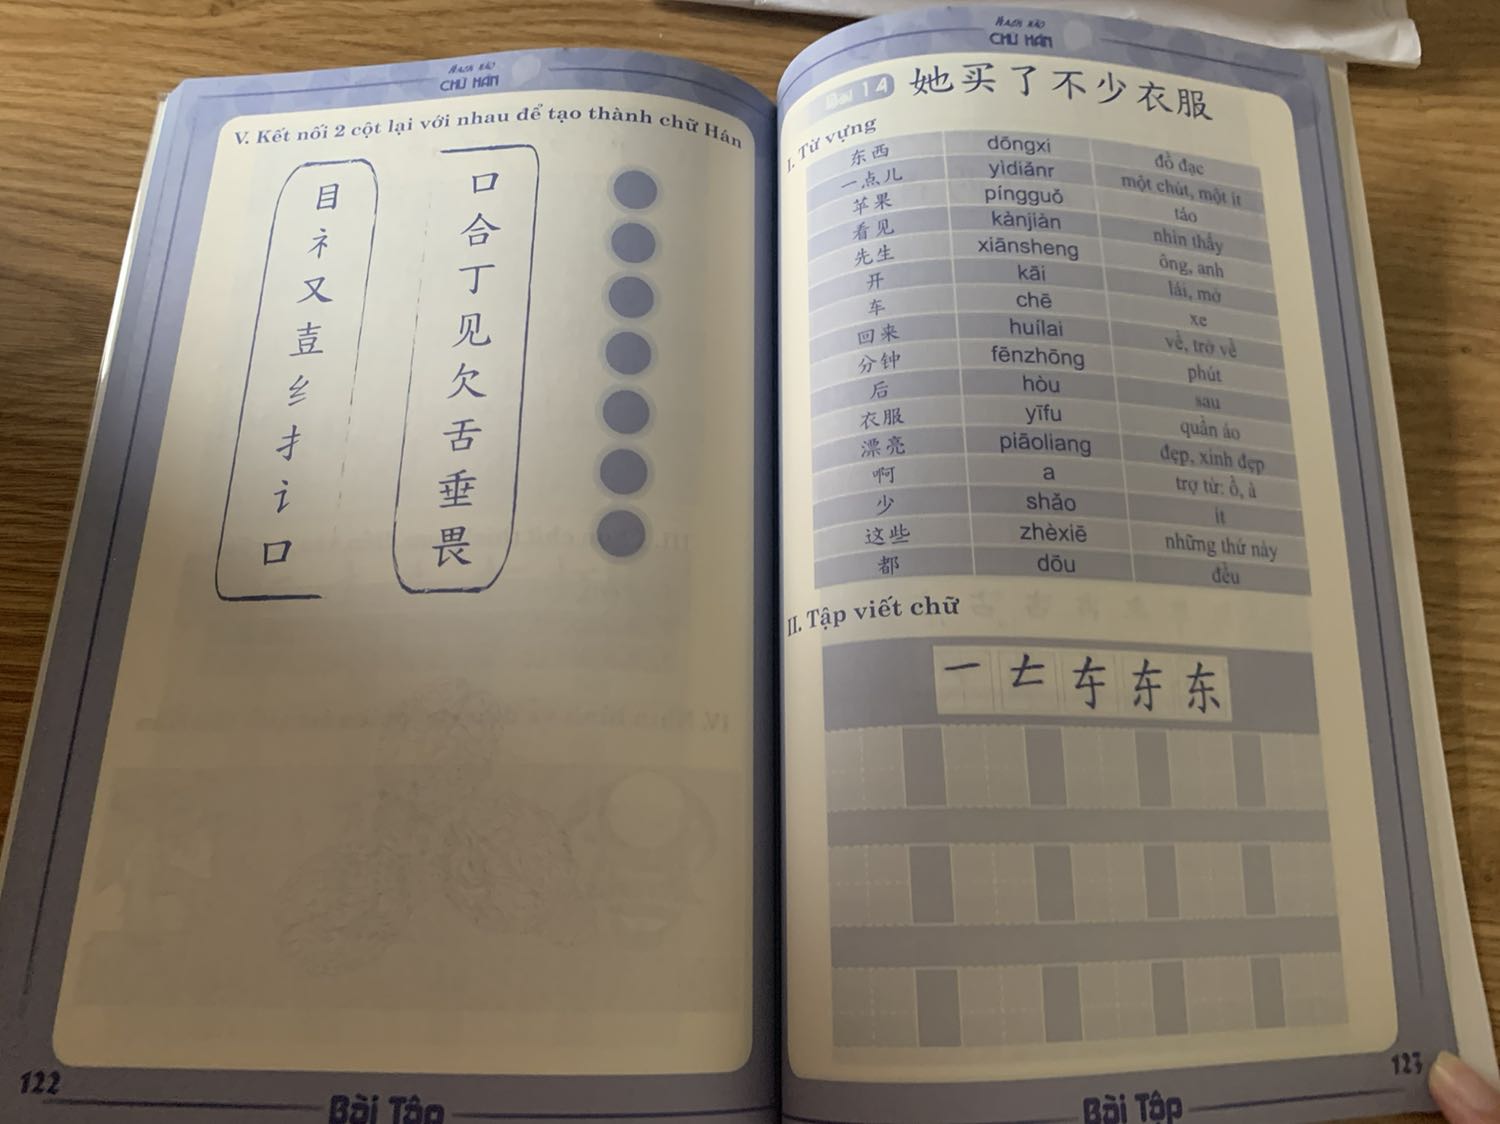 HACK NÃO
CHỮ HÁN
V. Kết nối 2 cột lại với nhau để tạo thành chữ Hán
目 口
礻 合
又 丁
壴 见
纟 欠
扌 舌
讠 垂
口 畏
122
Bài Tập
HACK NÃO
CHỮ HÁN
Bài 14 她买了不少衣服
I. Từ vựng
东西 dōngxi đồ đạc
一点儿 yìdiǎnr một chút, một ít
苹果 píngguǒ táo
看见 kànjiàn nhìn thấy
先生 xiānsheng ông, anh
开 kāi lái, mở
车 chē xe
回来 huílai về, trở về
分钟 fēnzhōng phút
后 hòu sau
衣服 yīfu quần áo
漂亮 piāoliang đẹp, xinh đẹp
啊 a trợ từ: ồ, à
少 shǎo ít
这些 zhèxiē những thứ này
都 dōu đều
II. Tập viết chữ
东
123
Bài Tập